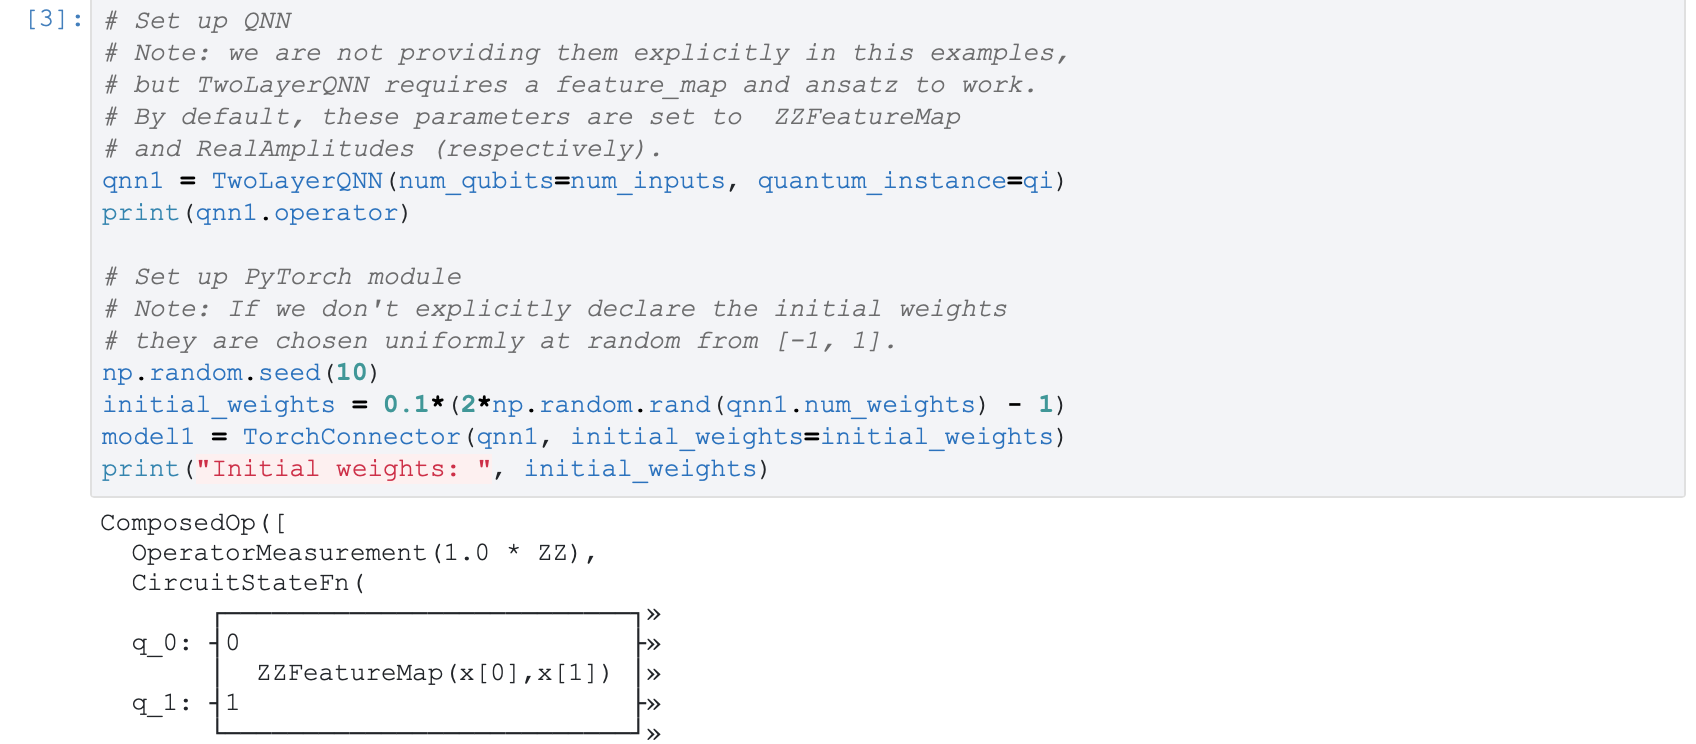 [3]: # Set up QNN
# Note: we are not providing them explicitly in this examples,
# but TwoLayerQNN requires a feature_map and ansatz to work.
# By default, these parameters are set to  ZZFeatureMap
# and RealAmplitudes (respectively).
qnn1 = TwoLayerQNN(num_qubits=num_inputs, quantum_instance=qi)
print(qnn1.operator)
# Set up PyTorch module
# Note: If we don't explicitly declare the initial weights
# they are chosen uniformly at random from [-1, 1].
np.random.seed(10)
initial_weights = 0.1*(2*np.random.rand(qnn1.num_weights) - 1)
model1 = TorchConnector(qnn1, initial_weights=initial_weights)
print("Initial weights: ", initial_weights)
ComposedOp([
  OperatorMeasurement(1.0 * ZZ),
  CircuitStateFn(
       ┌──────────────────────────┐»
  q_0: ┤0                         ├»
       │  ZZFeatureMap(x[0],x[1]) │»
  q_1: ┤1                         ├»
       └──────────────────────────┘»